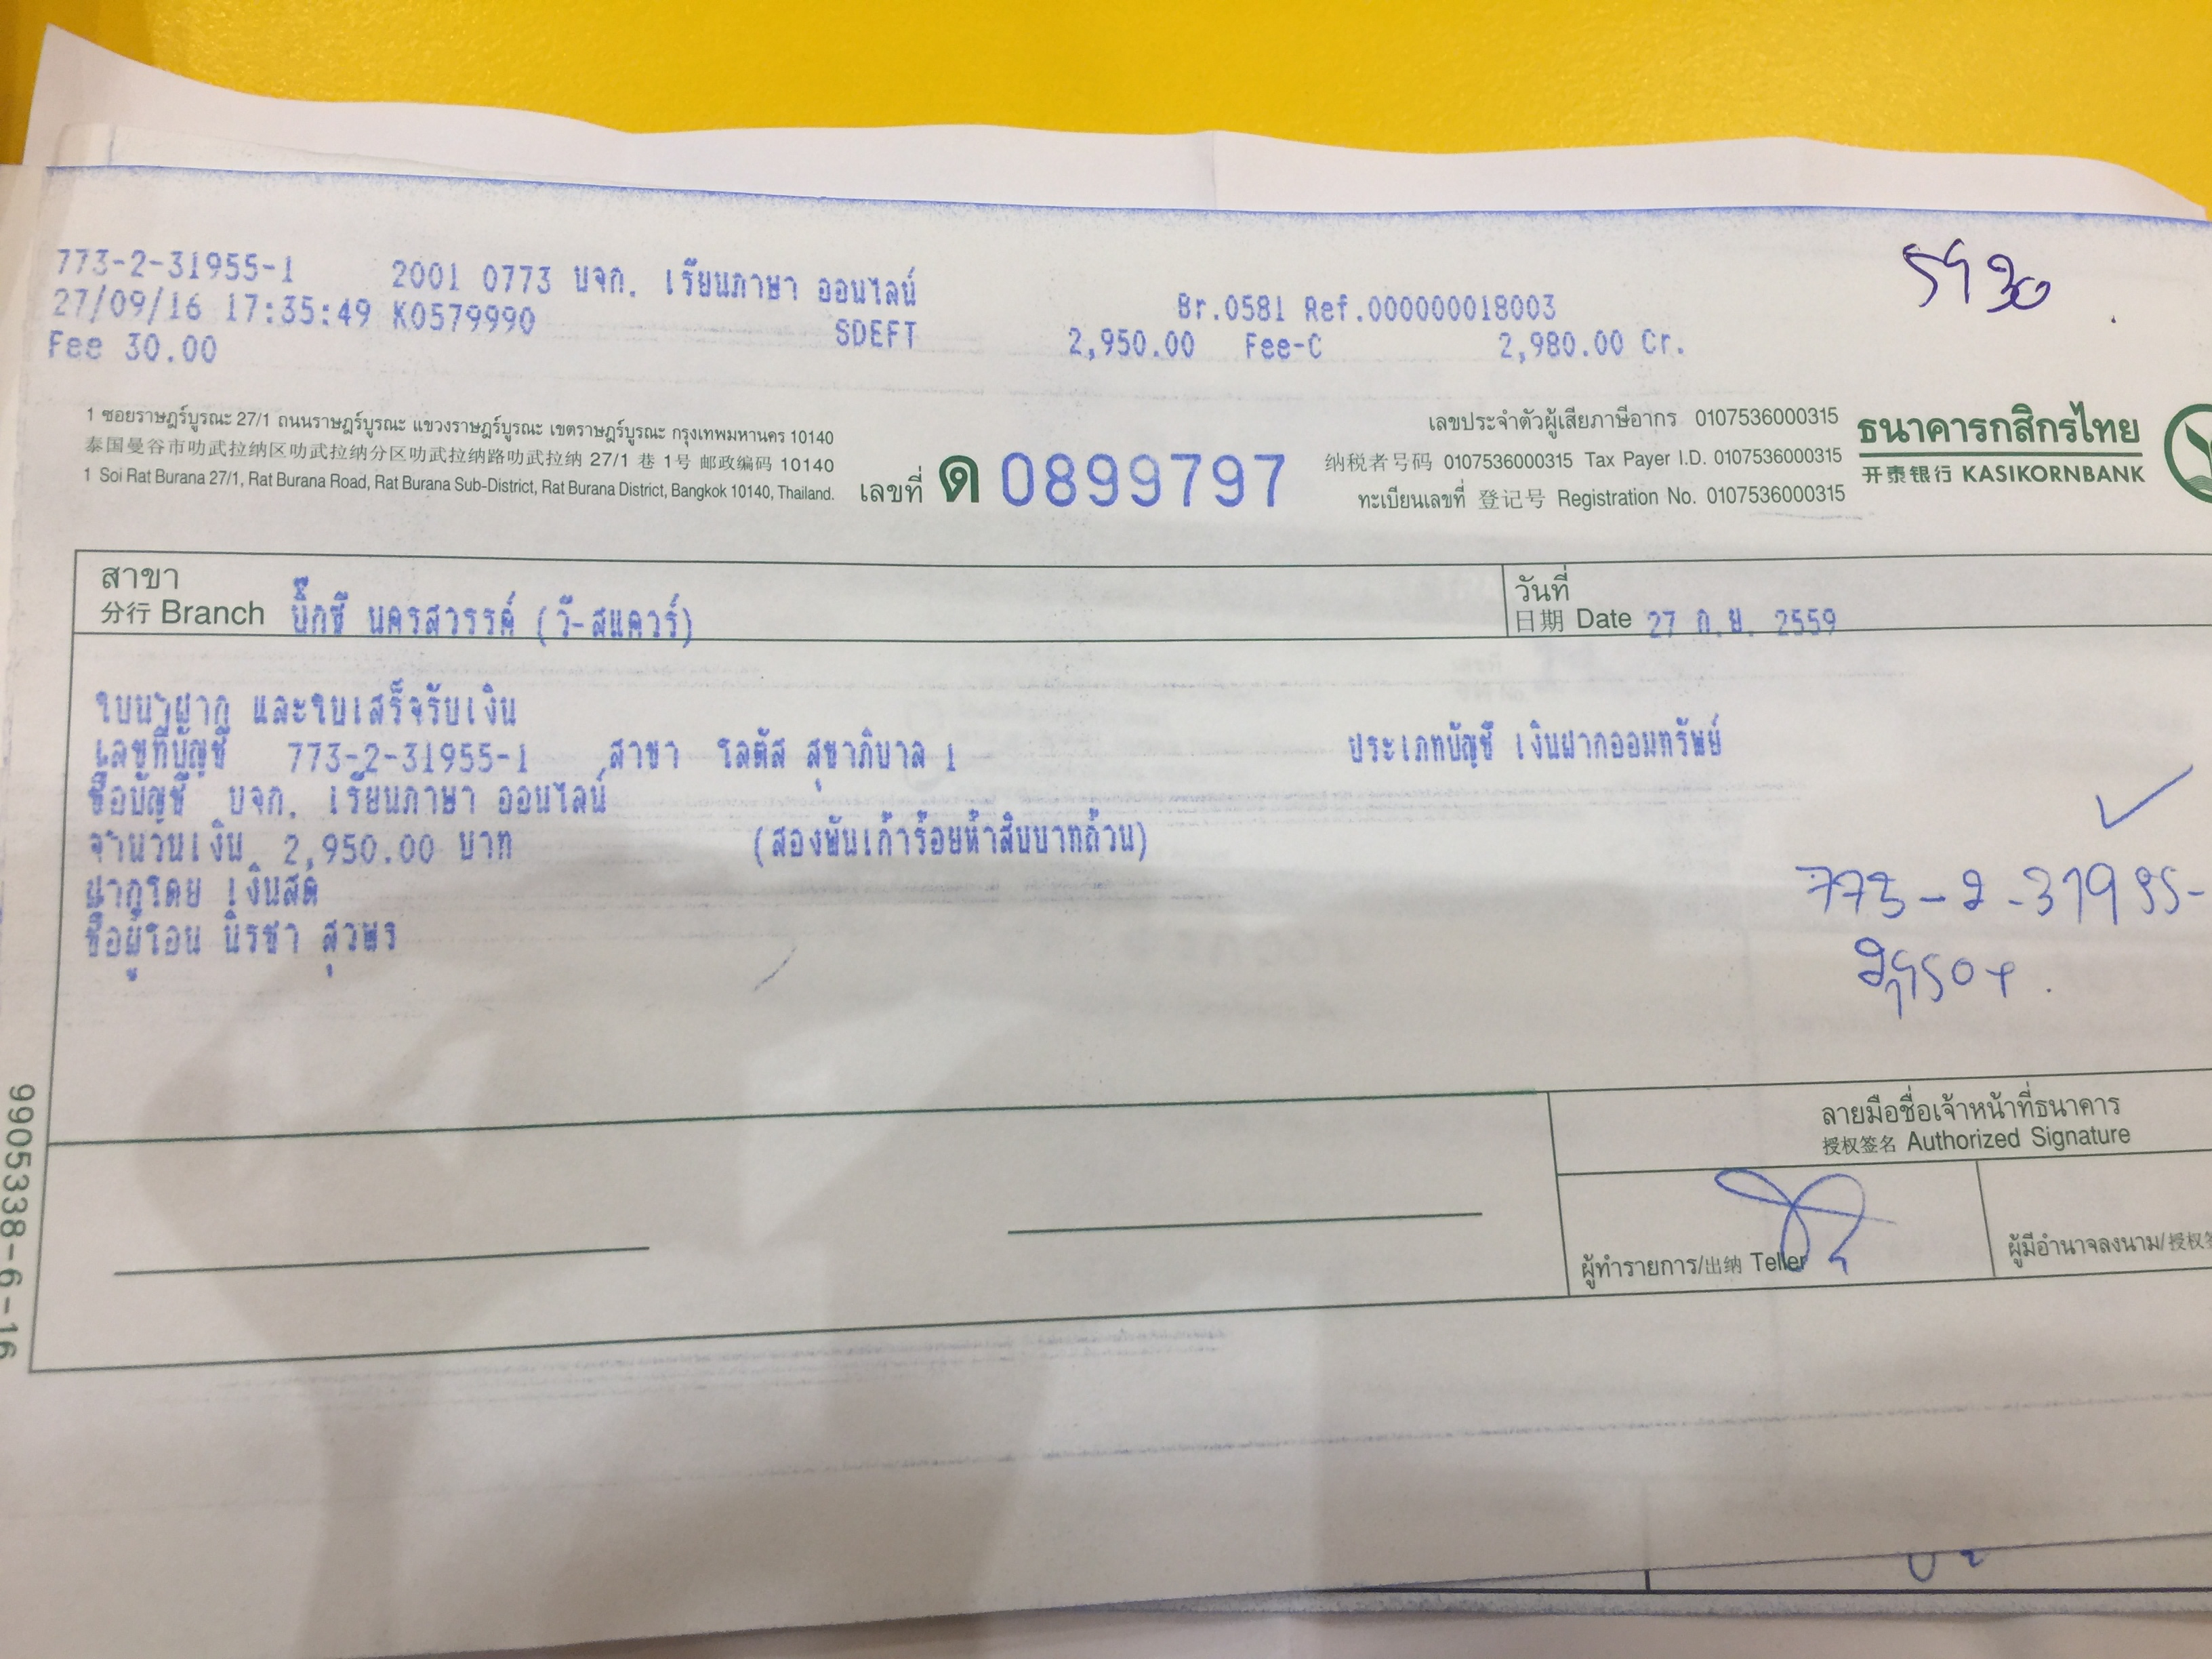 5930
773-2-31955-1 2001 0773 บจก. เรียนภาษา ออนไลน์ Br.0581 Ref.000000018003
27/09/16 17:35:49 K0579990 SDEFT 2,950.00 Fee-C 2,980.00 Cr.
Fee 30.00
1 ซอยราษฎร์บูรณะ 27/1 ถนนราษฎร์บูรณะ แขวงราษฎร์บูรณะ เขตราษฎร์บูรณะ กรุงเทพมหานคร 10140
泰国曼谷市叻武拉纳区叻武拉纳分区叻武拉纳路叻武拉纳 27/1 巷 1号 邮政编码 10140
1 Soi Rat Burana 27/1, Rat Burana Road, Rat Burana Sub-District, Rat Burana District, Bangkok 10140, Thailand.
เลขที่ ด 0899797
เลขประจำตัวผู้เสียภาษีอากร 0107536000315
纳税者号码 0107536000315 Tax Payer I.D. 0107536000315
ทะเบียนเลขที่ 登记号 Registration No. 0107536000315
ธนาคารกสิกรไทย
开泰银行 KASIKORNBANK
สาขา
分行 Branch บิ๊กซี นครสวรรค์ (วี-สแควร์)
วันที่
日期 Date 27 ก.ย. 2559
ใบนำฝาก และใบเสร็จรับเงิน
เลขที่บัญชี 773-2-31955-1 สาขา โลตัส สุขาภิบาล 1 ประเภทบัญชี เงินฝากออมทรัพย์
ชื่อบัญชี บจก. เรียนภาษา ออนไลน์
จำนวนเงิน 2,950.00 บาท (สองพันเก้าร้อยห้าสิบบาทถ้วน)
ฝากโดย เงินสด
ชื่อผู้โอน นิรชา สุวพร
773-2-31955-
2,950
ลายมือชื่อเจ้าหน้าที่ธนาคาร
授权签名 Authorized Signature
ผู้ทำรายการ/出纳 Teller
ผู้มีอำนาจลงนาม/授权
9905338-6-16